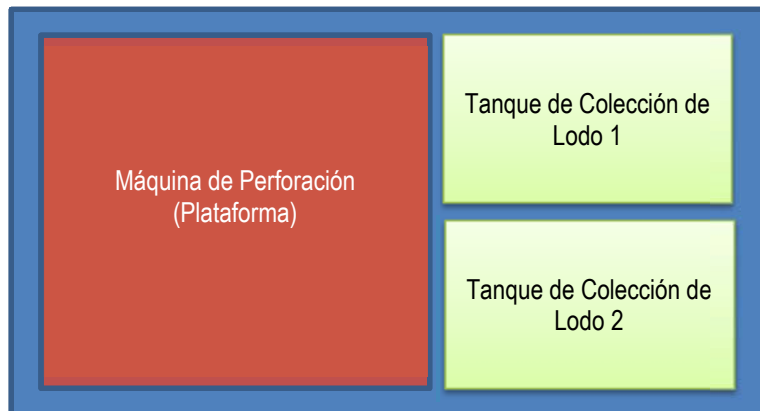 Máquina de Perforación
(Plataforma)
Tanque de Colección de
Lodo 1
Tanque de Colección de
Lodo 2